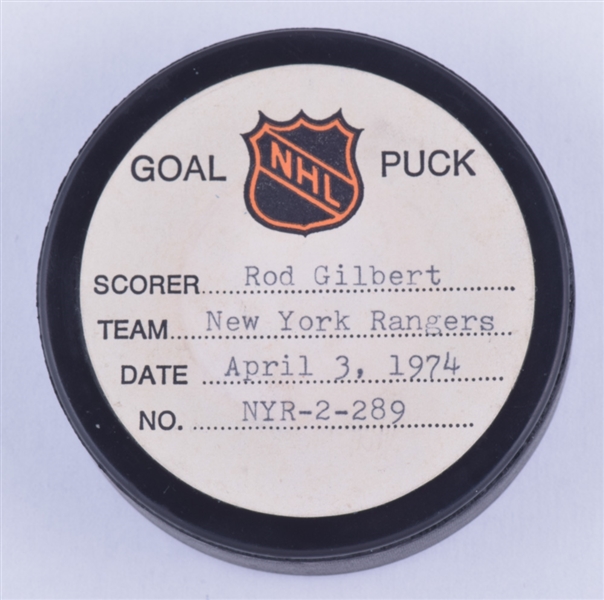 GOAL NHL PUCK
SCORER Rod Gilbert
TEAM New York Rangers
DATE April 3, 1974
NO. NYR-2-289